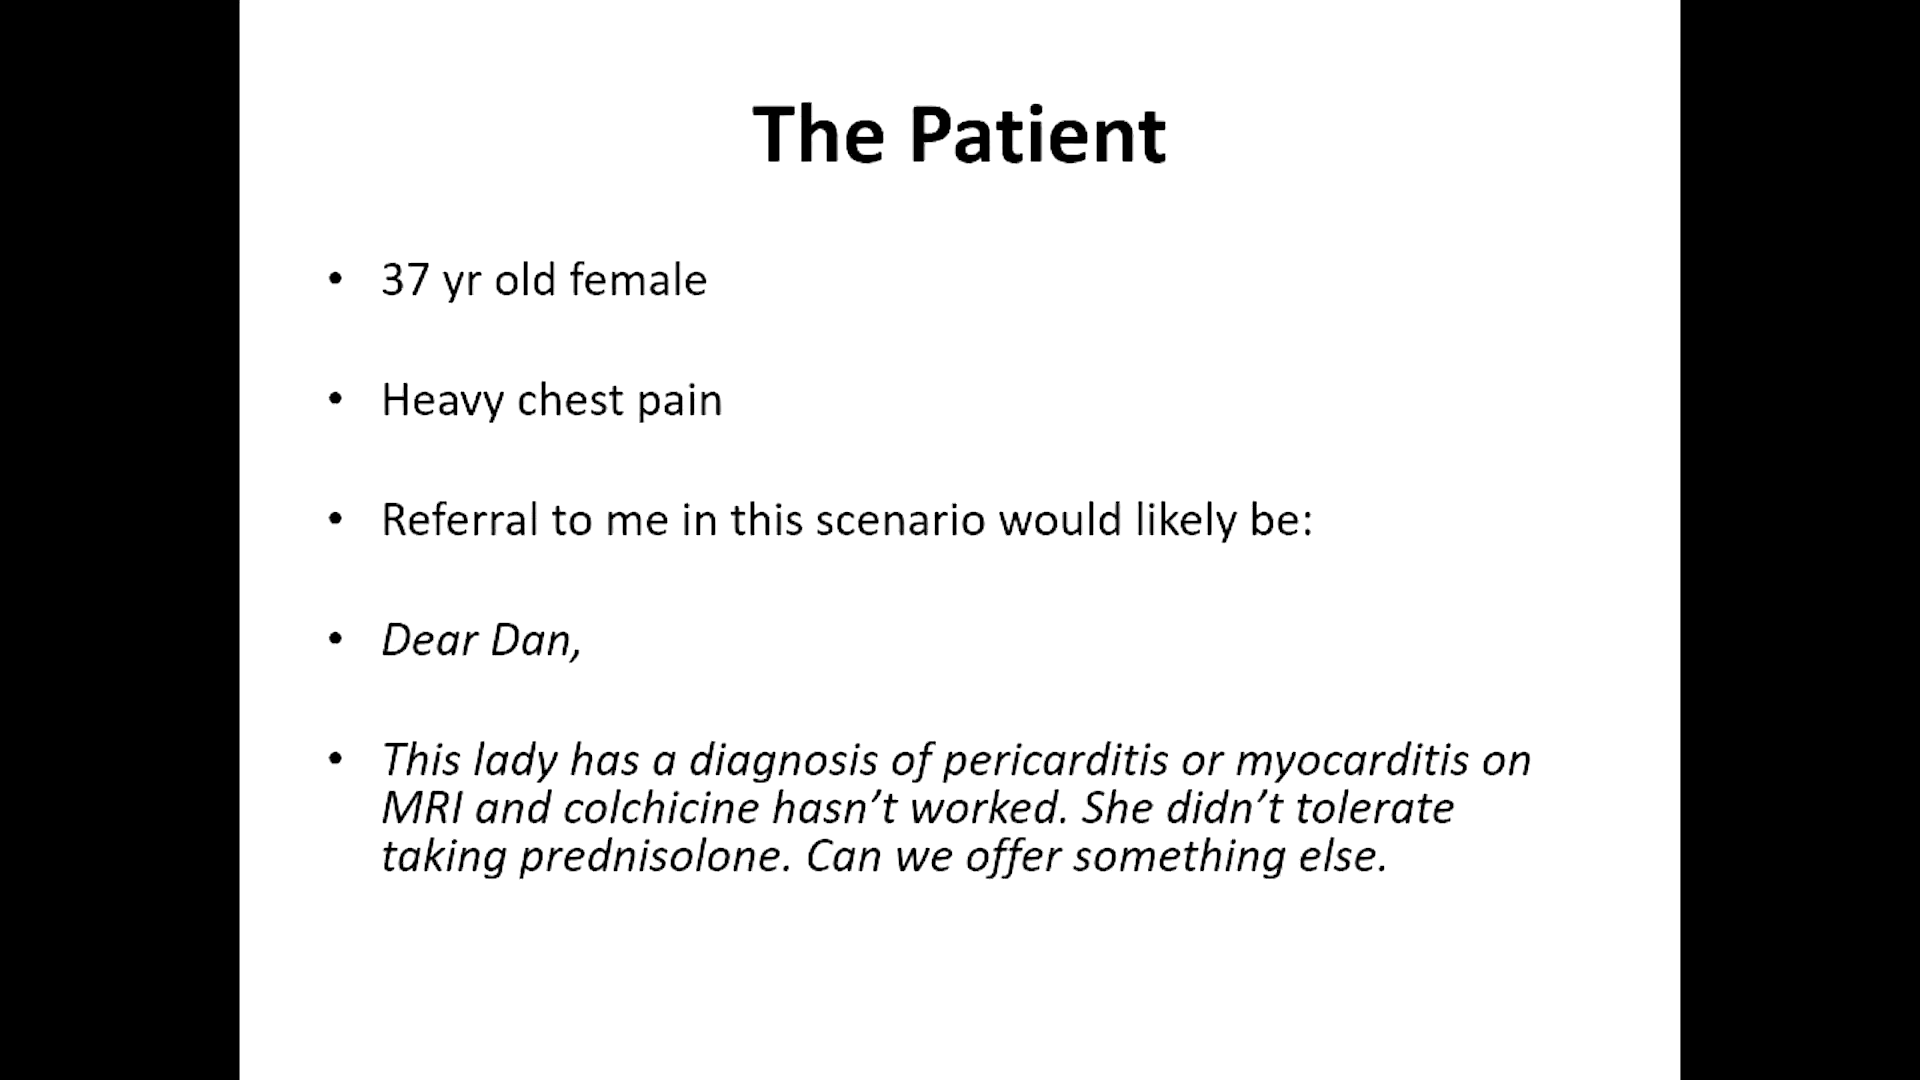 The Patient
• 37 yr old female
• Heavy chest pain
• Referral to me in this scenario would likely be:
• Dear Dan,
• This lady has a diagnosis of pericarditis or myocarditis on
MRI and colchicine hasn’t worked. She didn’t tolerate
taking prednisolone. Can we offer something else.